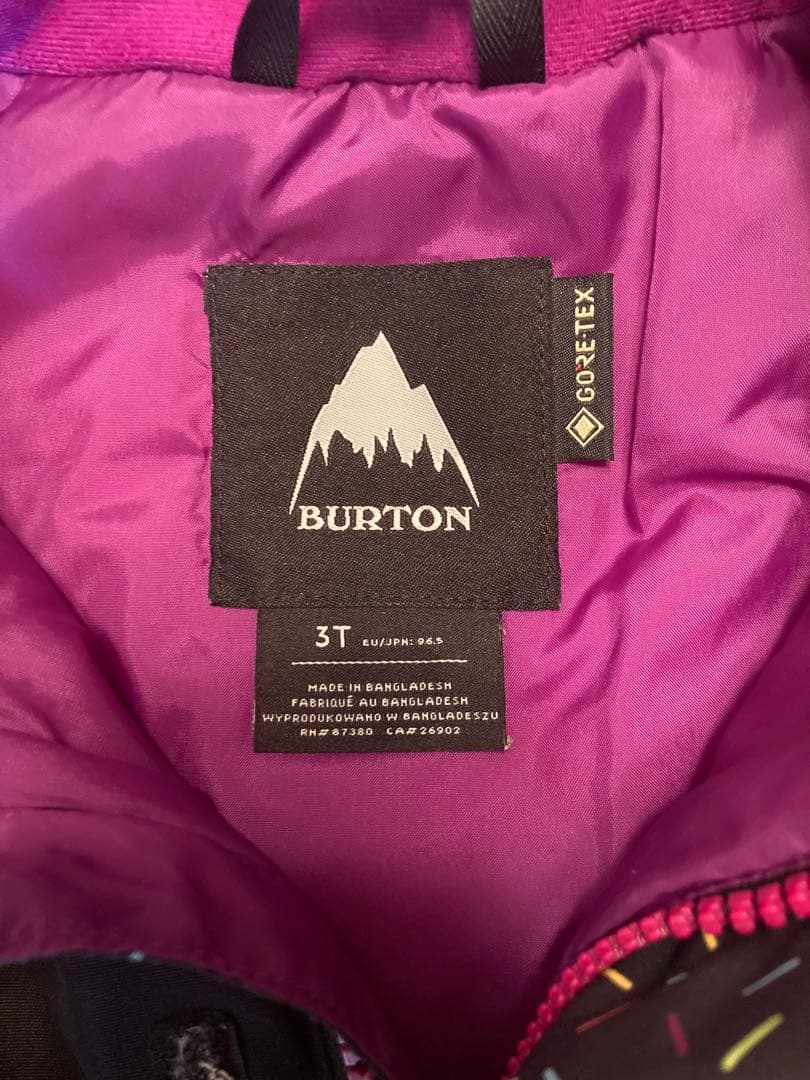 BURTON
GORE-TEX
3T EU/JPN: 96.5
MADE IN BANGLADESH
FABRIQUÉ AU BANGLADESH
WYPRODUKOWANO W BANGLADESZU
RN#87380 CA#26902